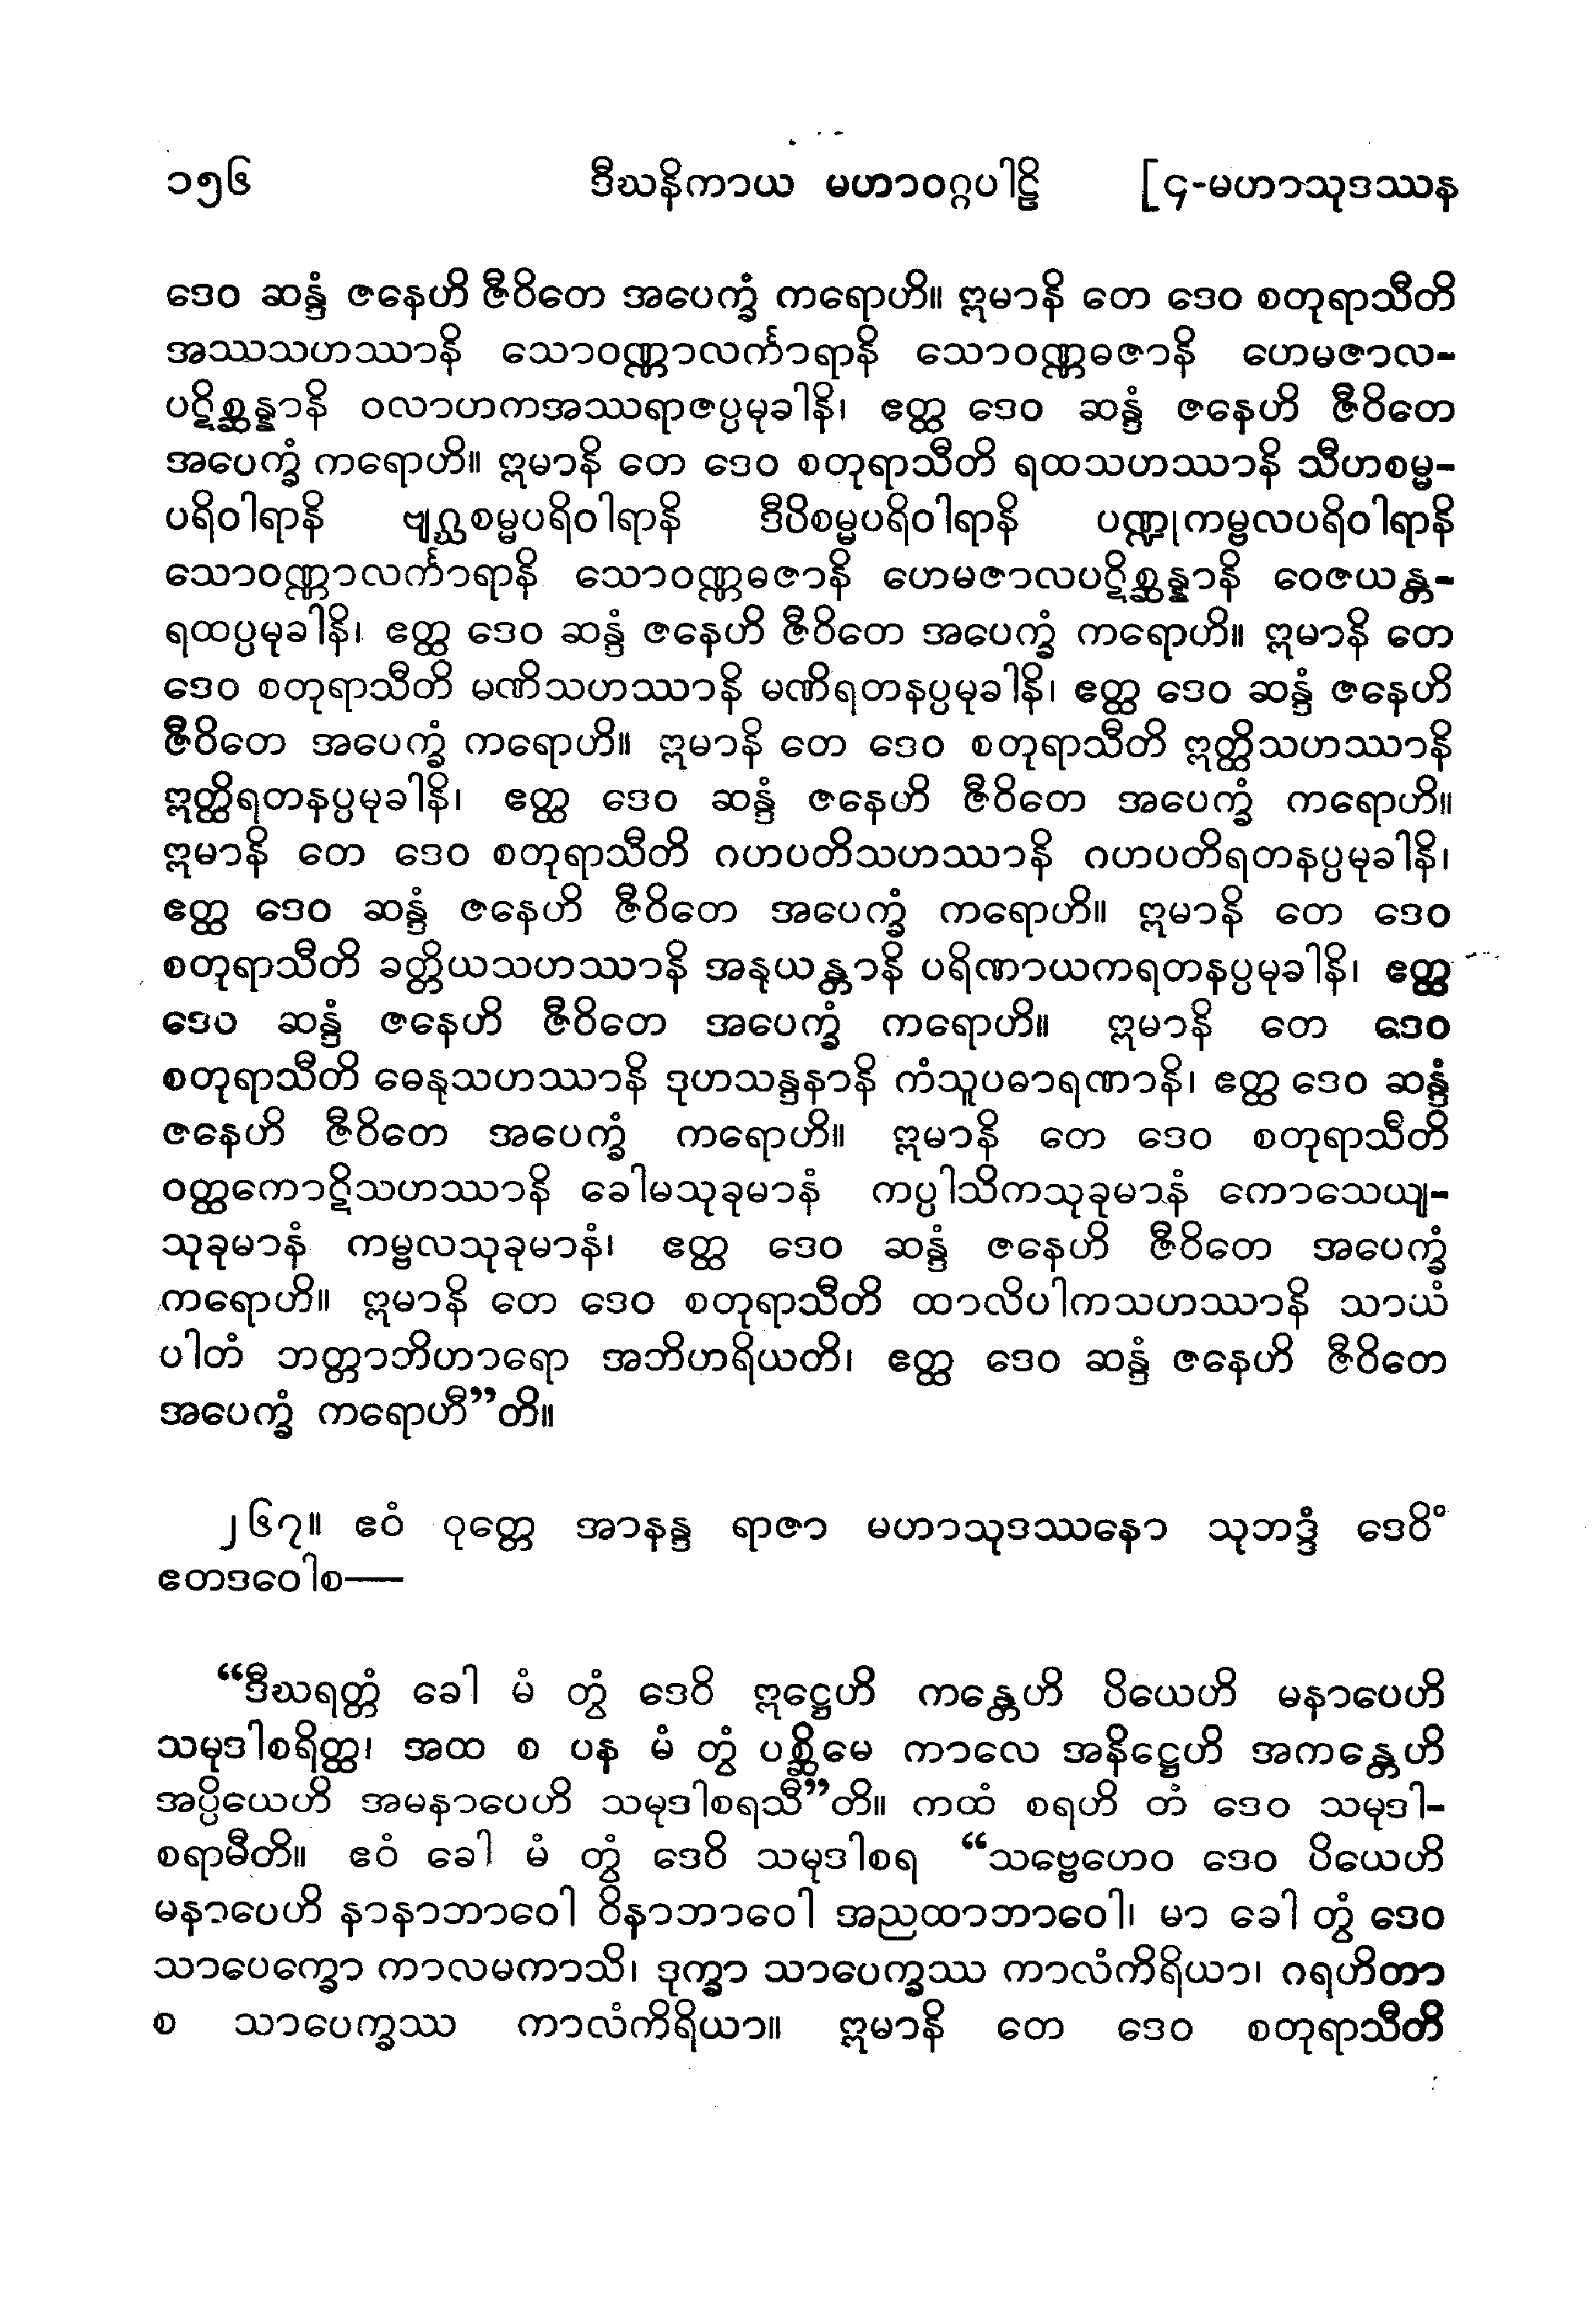 ၁၅၆ ဒီဃနိကာယ မဟာဝဂ္ဂပါဠိ [၄-မဟာသုဒဿန
ဒေဝ ဆန္ဒံ ဇနေဟိ ဇီဝိတေ အပေက္ခံ ကရောဟိ။ ဣမာနိ တေ ဒေဝ စတုရာသီတိ
အဿသဟဿာနိ သောဝဏ္ဏာလင်္ကာရာနိ သောဝဏ္ဏဓဇာနိ ဟေမဇာလ-
ပဋိစ္ဆန္နာနိ ဝလာဟကအဿရာဇပ္ပမုခါနိ၊ ဧတ္ထ ဒေဝ ဆန္ဒံ ဇနေဟိ ဇီဝိတေ
အပေက္ခံ ကရောဟိ။ ဣမာနိ တေ ဒေဝ စတုရာသီတိ ရထသဟဿာနိ သီဟစမ္မ-
ပရိဝါရာနိ ဗျဂ္ဃစမ္မပရိဝါရာနိ ဒီပိစမ္မပရိဝါရာနိ ပဏ္ဍုကမ္ဗလပရိဝါရာနိ
သောဝဏ္ဏာလင်္ကာရာနိ သောဝဏ္ဏဓဇာနိ ဟေမဇာလပဋိစ္ဆန္နာနိ ဝေဇယန္တ-
ရထပ္ပမုခါနိ၊ ဧတ္ထ ဒေဝ ဆန္ဒံ ဇနေဟိ ဇီဝိတေ အပေက္ခံ ကရောဟိ။ ဣမာနိ တေ
ဒေဝ စတုရာသီတိ မဏိသဟဿာနိ မဏိရတနပ္ပမုခါနိ၊ ဧတ္ထ ဒေဝ ဆန္ဒံ ဇနေဟိ
ဇီဝိတေ အပေက္ခံ ကရောဟိ။ ဣမာနိ တေ ဒေဝ စတုရာသီတိ ဣတ္ထိသဟဿာနိ
ဣတ္ထိရတနပ္ပမုခါနိ၊ ဧတ္ထ ဒေဝ ဆန္ဒံ ဇနေဟိ ဇီဝိတေ အပေက္ခံ ကရောဟိ။
ဣမာနိ တေ ဒေဝ စတုရာသီတိ ဂဟပတိသဟဿာနိ ဂဟပတိရတနပ္ပမုခါနိ၊
ဧတ္ထ ဒေဝ ဆန္ဒံ ဇနေဟိ ဇီဝိတေ အပေက္ခံ ကရောဟိ။ ဣမာနိ တေ ဒေဝ
စတုရာသီတိ ခတ္တိယသဟဿာနိ အနုယန္တာနိ ပရိဏာယကရတနပ္ပမုခါနိ၊ ဧတ္ထ
ဒေဝ ဆန္ဒံ ဇနေဟိ ဇီဝိတေ အပေက္ခံ ကရောဟိ။ ဣမာနိ တေ ဒေဝ
စတုရာသီတိ ဓေနုသဟဿာနိ ဒုဟသန္ဒနာနိ ကံသူပဓာရဏာနိ၊ ဧတ္ထ ဒေဝ ဆန္ဒံ
ဇနေဟိ ဇီဝိတေ အပေက္ခံ ကရောဟိ။ ဣမာနိ တေ ဒေဝ စတုရာသီတိ
ဝတ္ထကောဋိသဟဿာနိ ခေါမသုခုမာနံ ကပ္ပါသိကသုခုမာနံ ကောသေယျ-
သုခုမာနံ ကမ္ဗလသုခုမာနံ၊ ဧတ္ထ ဒေဝ ဆန္ဒံ ဇနေဟိ ဇီဝိတေ အပေက္ခံ
ကရောဟိ။ ဣမာနိ တေ ဒေဝ စတုရာသီတိ ထာလိပါကသဟဿာနိ သာယံ
ပါတံ ဘတ္တာဘိဟာရော အဘိဟရိယတိ၊ ဧတ္ထ ဒေဝ ဆန္ဒံ ဇနေဟိ ဇီဝိတေ
အပေက္ခံ ကရောဟီ”တိ။
၂၆၇။ ဧဝံ ဝုတ္တေ အာနန္ဒ ရာဇာ မဟာသုဒဿနော သုဘဒ္ဒံ ဒေဝိံ
ဧတဒဝေါစ—
“ဒီဃရတ္တံ ခေါ မံ တွံ ဒေဝိ ဣဋ္ဌေဟိ ကန္တေဟိ ပိယေဟိ မနာပေဟိ
သမုဒါစရိတ္ထ၊ အထ စ ပန မံ တွံ ပစ္ဆိမေ ကာလေ အနိဋ္ဌေဟိ အကန္တေဟိ
အပ္ပိယေဟိ အမနာပေဟိ သမုဒါစရသီ”တိ။ ကထံ စရဟိ တံ ဒေဝ သမုဒါ-
စရာမီတိ။ ဧဝံ ခေါ မံ တွံ ဒေဝိ သမုဒါစရ “သဗ္ဗေဟေဝ ဒေဝ ပိယေဟိ
မနာပေဟိ နာနာဘာဝေါ ဝိနာဘာဝေါ အညထာဘာဝေါ၊ မာ ခေါ တွံ ဒေဝ
သာပေက္ခော ကာလမကာသိ၊ ဒုက္ခာ သာပေက္ခဿ ကာလံကိရိယာ၊ ဂရဟိတာ
စ သာပေက္ခဿ ကာလံကိရိယာ။ ဣမာနိ တေ ဒေဝ စတုရာသီတိ